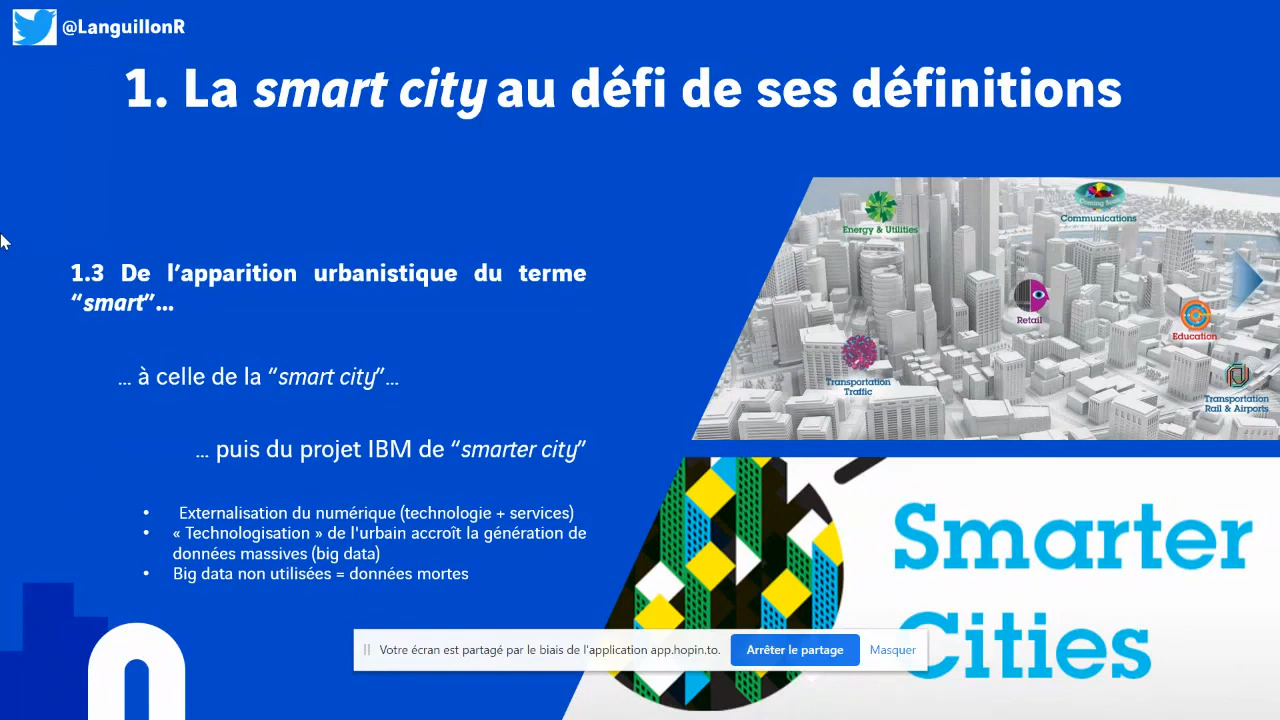 @LanguillonR
1. La smart city au défi de ses définitions
1.3 De l’apparition urbanistique du terme
“smart”...
... à celle de la “smart city”...
... puis du projet IBM de “smarter city”
• Externalisation du numérique (technologie + services)
• « Technologisation » de l'urbain accroît la génération de
données massives (big data)
• Big data non utilisées = données mortes
Energy & Utilities
Coming Soon
Communications
Retail
Education
Transportation
Traffic
Transportation
Rail & Airports
Smarter
Cities
Votre écran est partagé par le biais de l'application app.hopin.to.
Arrêter le partage
Masquer